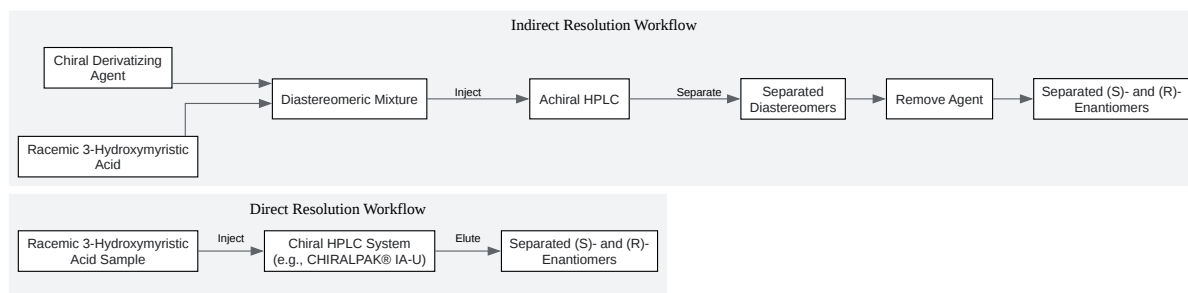 Indirect Resolution Workflow
Chiral Derivatizing
Agent
Racemic 3-Hydroxymyristic
Acid
Diastereomeric Mixture
Inject
Achiral HPLC
Separate
Separated
Diastereomers
Remove Agent
Separated (S)- and (R)-
Enantiomers
Direct Resolution Workflow
Racemic 3-Hydroxymyristic
Acid Sample
Inject
Chiral HPLC System
(e.g., CHIRALPAK® IA-U)
Elute
Separated (S)- and (R)-
Enantiomers